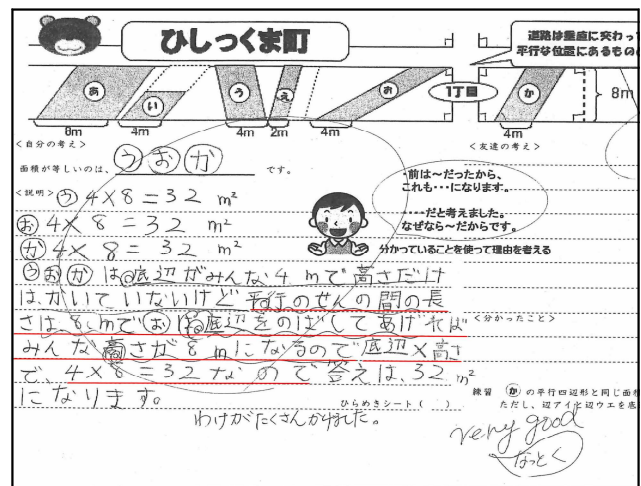 ひしっくま町
道路は垂直に交わっ
平行な位置にあるもの
あ
い
う
え
お
1丁目
か
8m
8m
4m
4m
2m
4m
4m
<自分の考え>
<友達の考え>
面積が等しいのは、うおか です。
・前は～だったから、
これも・・・になります。
・・・・だと考えました。
なぜなら～だからです。
分かっていることを使って理由を考える
<説明>う 4×8=32 m²
お 4×8=32 m²
か 4×8=32 m²
うおかは底辺がみんな4mで高さだけ
はかいていないけど平行のせんの間の長
さは8mでおは底辺をのばしてあげれば
みんな高さが8mになるので底辺×高さ
で、4×8=32なので答えは、32m²
になります。
<分かったこと>
ひらめきシート( )
わけがたくさんかけました。
練習 かの平行四辺形と同じ面積
ただし、辺アイと辺ウエを底
very good
なっとく